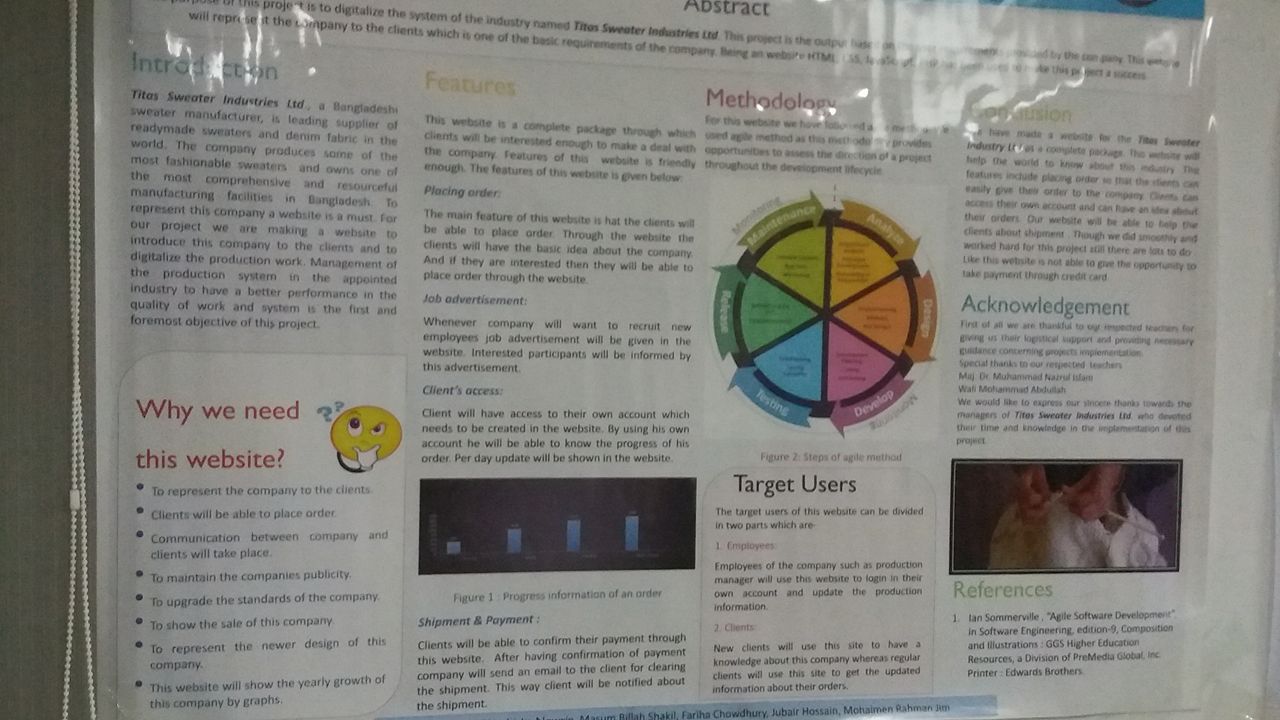 Abstract
purpose of this project is to digitalize the system of the industry named Titas Sweater Industries Ltd. This project is the output based on
will represent the company to the clients which is one of the basic requirements of the company. Being an website HTML, CSS, JavaScript, to make this project a success.
Introduction
Titas Sweater Industries Ltd., a Bangladeshi
sweater manufacturer, is leading supplier of
readymade sweaters and denim fabric in the
world. The company produces some of the
most fashionable sweaters and owns one of
the most comprehensive and resourceful
manufacturing facilities in Bangladesh. To
represent this company a website is a must. For
our project we are making a website to
introduce this company to the clients and to
digitalize the production work. Management of
the production system in the appointed
industry to have a better performance in the
quality of work and system is the first and
foremost objective of this project.
Why we need
this website?
• To represent the company to the clients.
• Clients will be able to place order.
• Communication between company and
clients will take place.
• To maintain the companies publicity.
• To upgrade the standards of the company.
• To show the sale of this company.
• To represent the newer design of this
company.
• This website will show the yearly growth of
this company by graphs.
Features
This website is a complete package through which
clients will be interested enough to make a deal with
the company. Features of this website is friendly
enough. The features of this website is given below:
Placing order:
The main feature of this website is hat the clients will
be able to place order. Through the website the
clients will have the basic idea about the company.
And if they are interested then they will be able to
place order through the website.
Job advertisement:
Whenever company will want to recruit new
employees job advertisement will be given in the
website. Interested participants will be informed by
this advertisement.
Client's access:
Client will have access to their own account which
needs to be created in the website. By using his own
account he will be able to know the progress of his
order. Per day update will be shown in the website.
Figure 1 : Progress information of an order
Shipment & Payment :
Clients will be able to confirm their payment through
this website. After having confirmation of payment
company will send an email to the client for clearing
the shipment. This way client will be notified about
the shipment.
Methodology
For this website we have followed
used agile method as this methodology provides
opportunities to assess the direction of a project
throughout the development lifecycle.
Monitoring
Maintenance
Analyze
Release
Design
Testing
Develop
Monitoring
Figure 2: Steps of agile method
Target Users
The target users of this website can be divided
in two parts which are-
1. Employees:
Employees of the company such as production
manager will use this website to login in their
own account and update the production
information.
2. Clients:
New clients will use this site to have a
knowledge about this company whereas regular
clients will use this site to get the updated
information about their orders.
Conclusion
have made a website for the Titas Sweater
Industry Ltd as a complete package. This website will
help the world to know about this industry. The
features include placing order so that the clients can
easily give their order to the company. Clients can
access their own account and can have an idea about
their orders. Our website will be able to help the
clients about shipment. Though we did smoothly and
worked hard for this project still there are lots to do.
Like this website is not able to give the opportunity to
take payment through credit card.
Acknowledgement
First of all we are thankful to our respected teachers for
giving us their logistical support and providing necessary
guidance concerning projects implementation.
Special thanks to our respected teachers
Maj. Dr. Muhammad Nazrul Islam
Wali Mohammad Abdullah
We would like to express our sincere thanks towards the
managers of Titas Sweater Industries Ltd. who devoted
their time and knowledge in the implementation of this
project.
References
1. Ian Sommerville , "Agile Software Development"
in Software Engineering, edition-9, Composition
and Illustrations : GGS Higher Education
Resources, a Division of PreMedia Global, Inc.
Printer : Edwards Brothers.
Masum Billah Shakil, Fariha Chowdhury, Jubair Hossain, Mohaimen Rahman Jim